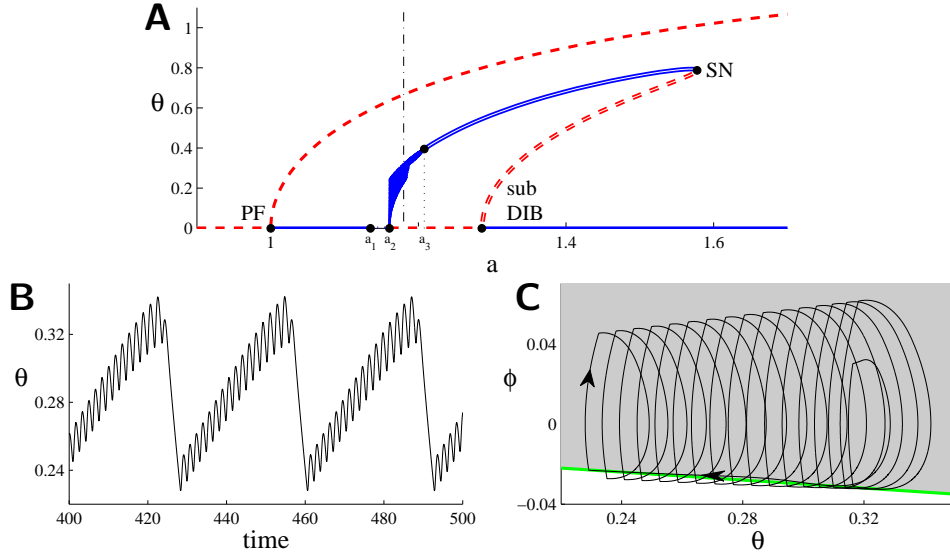 A
1
0.8
0.6
0.4
0.2
0
θ
PF
SN
sub
DIB
1
a₁
a₂
a₃
1.4
1.6
a
B
0.32
0.28
0.24
θ
400
420
440
460
480
500
time
C
0.04
0
−0.04
ϕ
0.24
0.28
0.32
θ